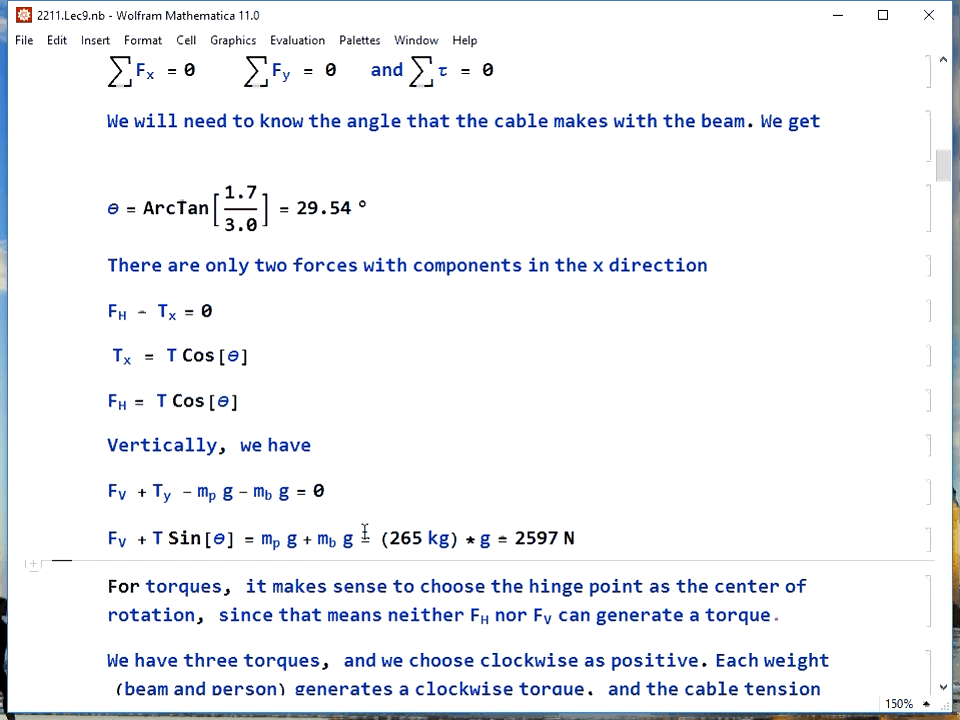 2211.Lec9.nb - Wolfram Mathematica 11.0
File Edit Insert Format Cell Graphics Evaluation Palettes Window Help
∑Fx = 0 ∑Fy = 0 and ∑τ = 0
We will need to know the angle that the cable makes with the beam. We get
θ = ArcTan[1.7/3.0] = 29.54 °
There are only two forces with components in the x direction
FH - Tx = 0
Tx = T Cos[θ]
FH = T Cos[θ]
Vertically, we have
FV + Ty - mp g - mb g = 0
FV + T Sin[θ] = mp g + mb g = (265 kg) * g = 2597 N
For torques, it makes sense to choose the hinge point as the center of
rotation, since that means neither FH nor FV can generate a torque.
We have three torques, and we choose clockwise as positive. Each weight
(beam and person) generates a clockwise torque, and the cable tension
150%